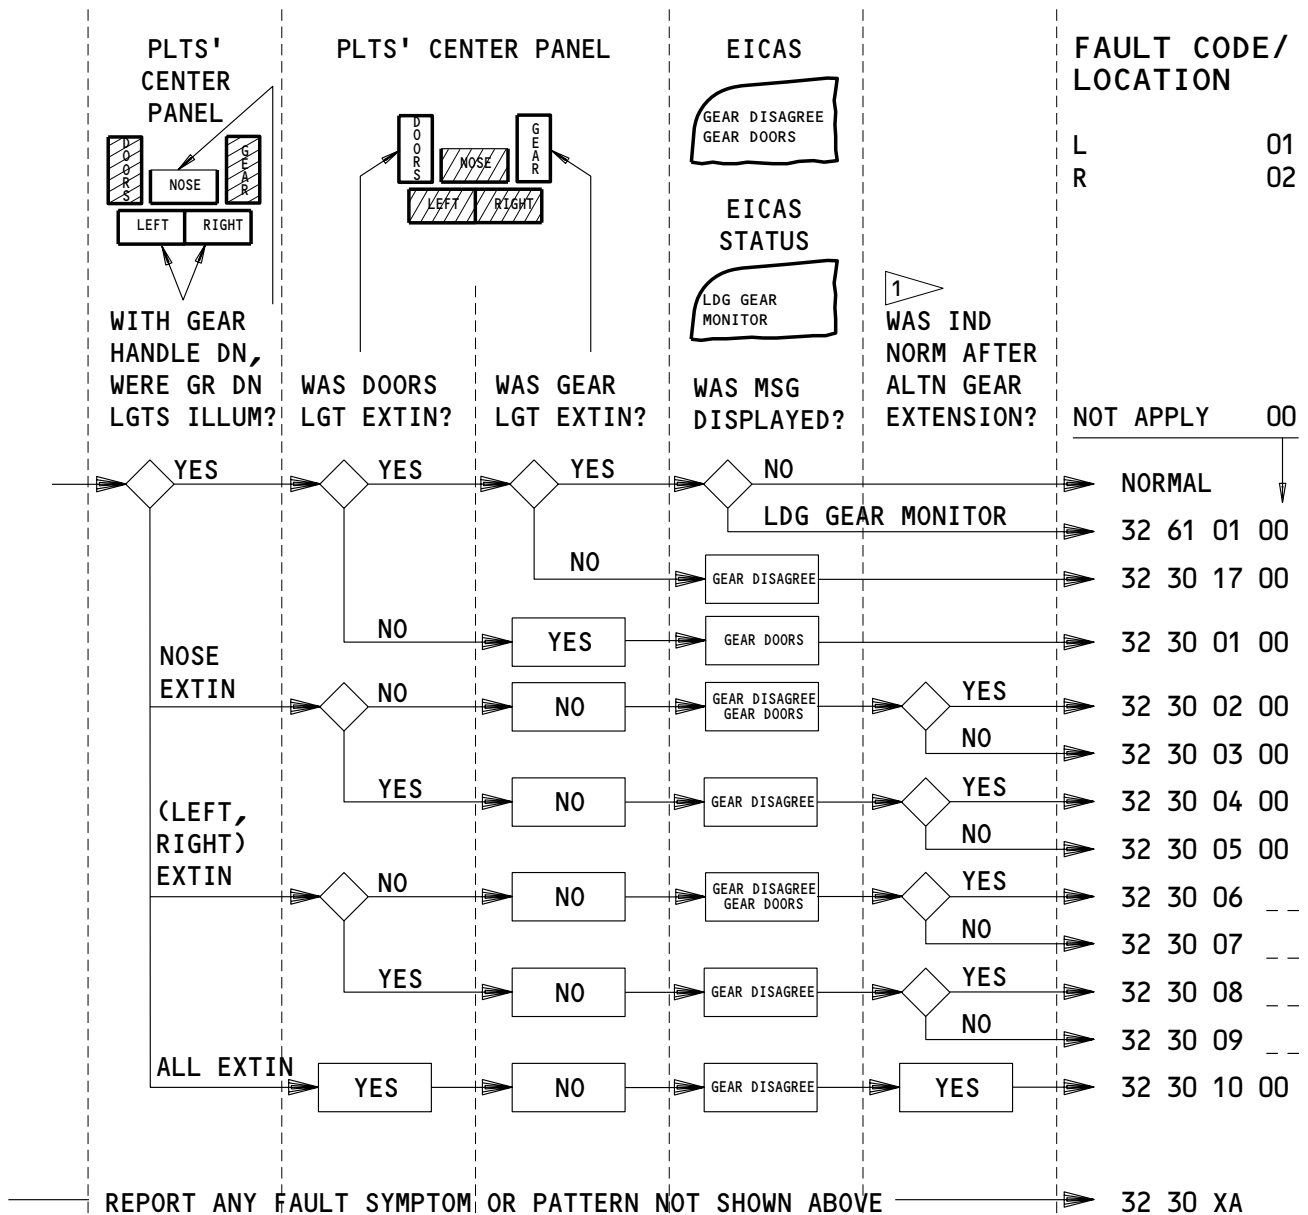 PLTS'
CENTER
PANEL
DOORS
GEAR
NOSE
LEFT RIGHT
WITH GEAR
HANDLE DN,
WERE GR DN
LGTS ILLUM?
PLTS' CENTER PANEL
DOORS
GEAR
NOSE
LEFT RIGHT
WAS DOORS
LGT EXTIN?
WAS GEAR
LGT EXTIN?
EICAS
GEAR DISAGREE
GEAR DOORS
EICAS
STATUS
LDG GEAR
MONITOR
WAS MSG
DISPLAYED?
1
WAS IND
NORM AFTER
ALTN GEAR
EXTENSION?
FAULT CODE/
LOCATION
L 01
R 02
NOT APPLY 00
YES YES YES NO NORMAL
LDG GEAR MONITOR 32 61 01 00
NO GEAR DISAGREE 32 30 17 00
NO YES GEAR DOORS 32 30 01 00
NOSE
EXTIN
NO NO GEAR DISAGREE
GEAR DOORS
YES 32 30 02 00
NO 32 30 03 00
YES NO GEAR DISAGREE YES 32 30 04 00
NO 32 30 05 00
(LEFT,
RIGHT)
EXTIN
NO NO GEAR DISAGREE
GEAR DOORS
YES 32 30 06 _ _
NO 32 30 07 _ _
YES NO GEAR DISAGREE YES 32 30 08 _ _
NO 32 30 09 _ _
ALL EXTIN YES NO GEAR DISAGREE YES 32 30 10 00
REPORT ANY FAULT SYMPTOM OR PATTERN NOT SHOWN ABOVE 32 30 XA